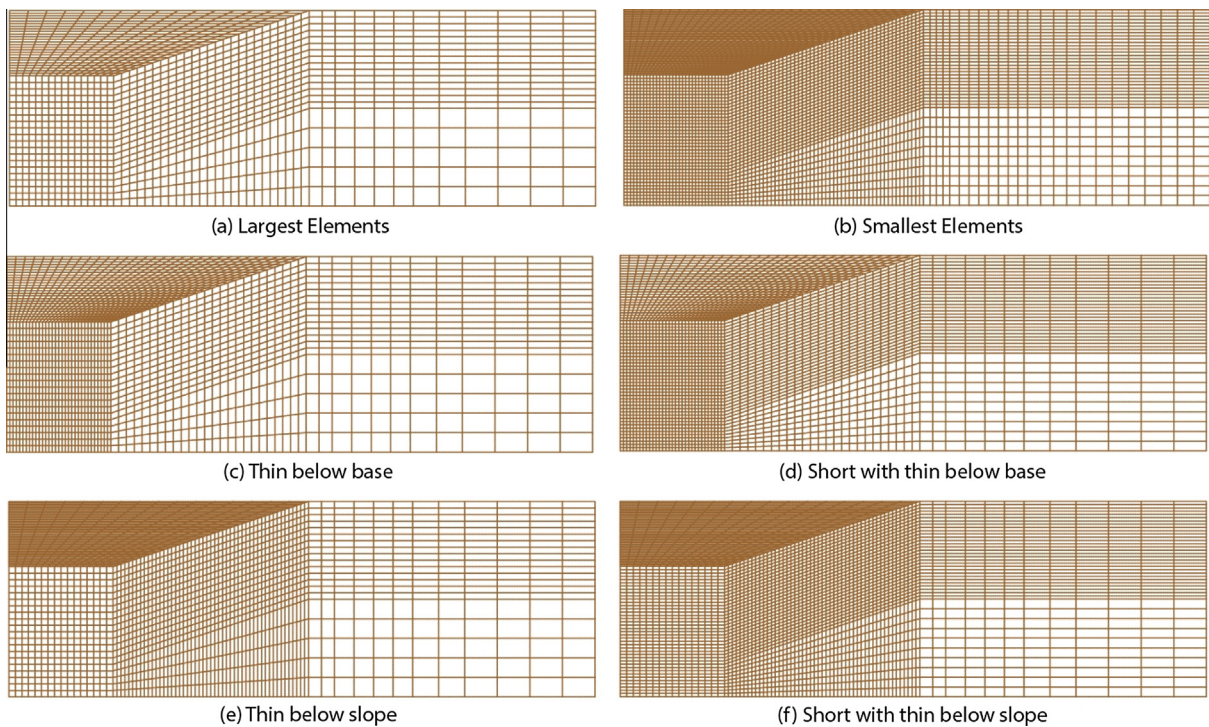 (a) Largest Elements
(b) Smallest Elements
(c) Thin below base
(d) Short with thin below base
(e) Thin below slope
(f) Short with thin below slope